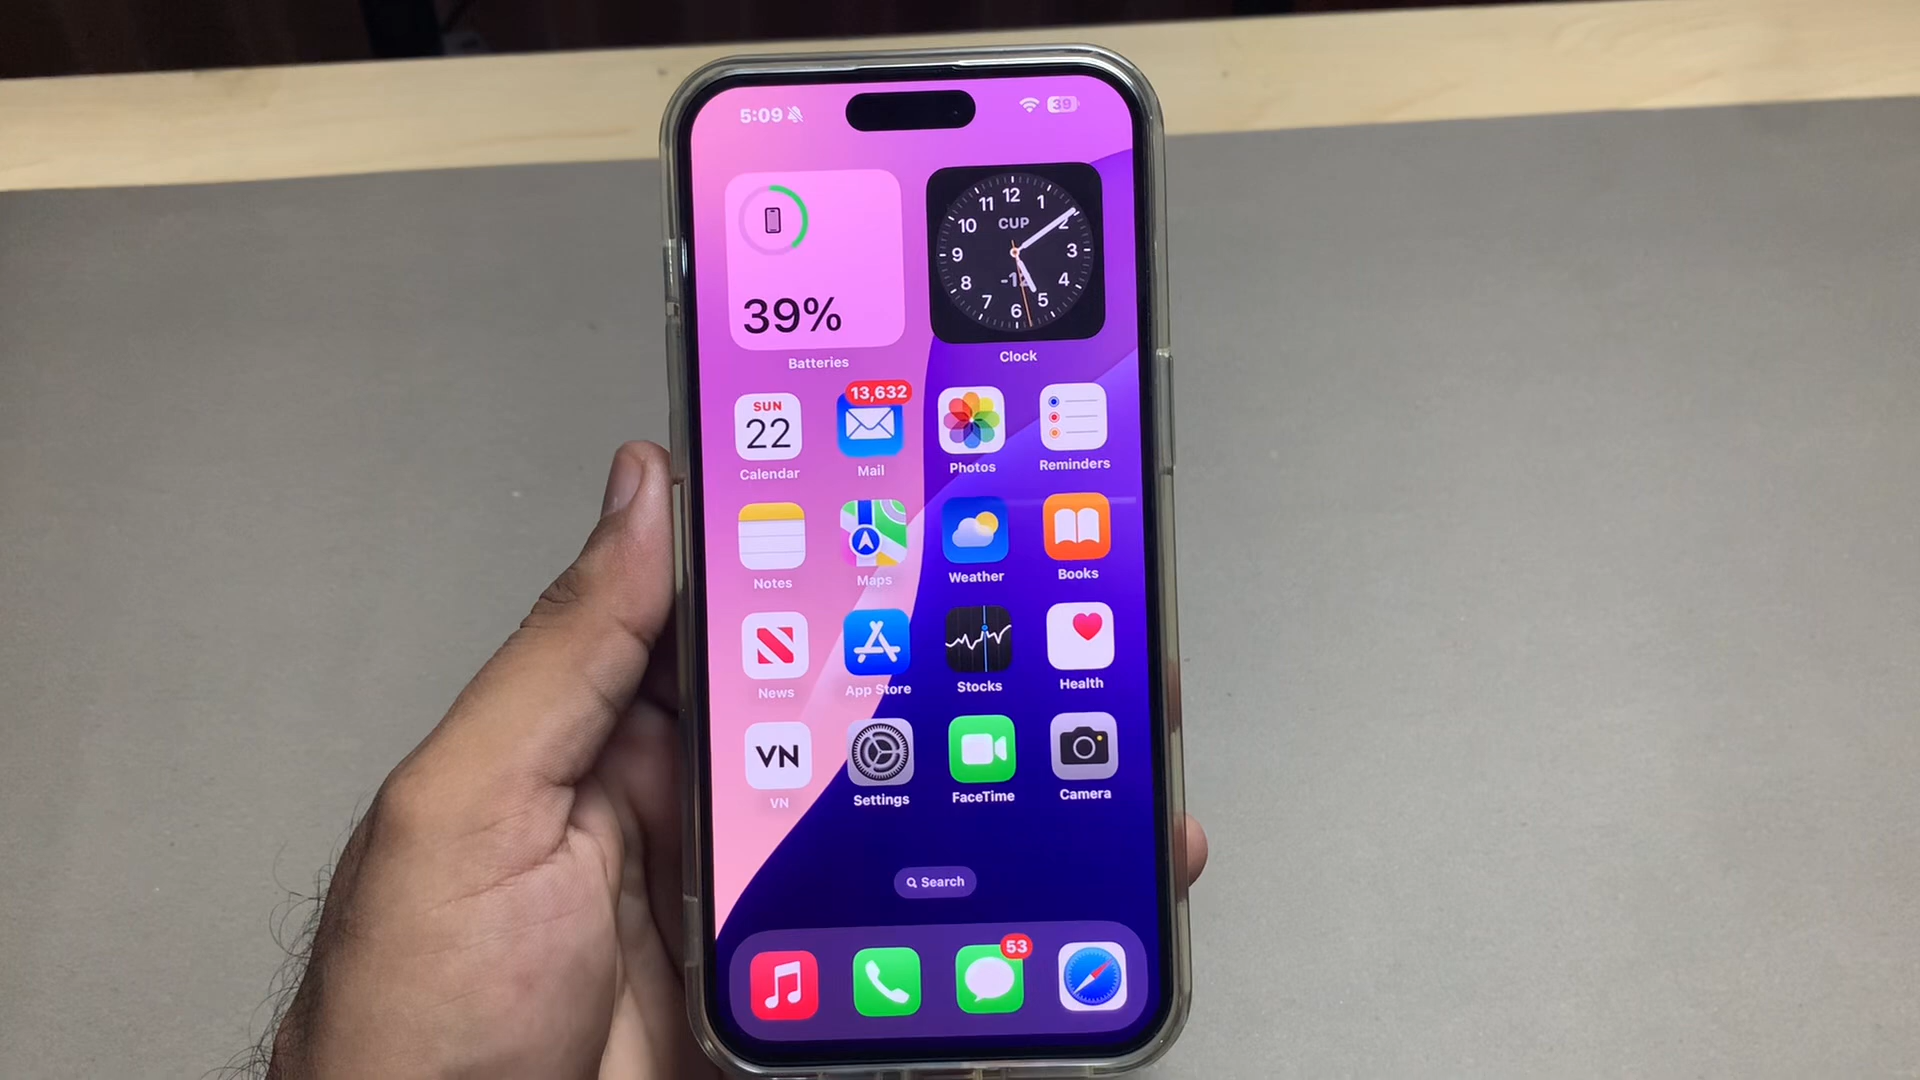 5:09 39
39%
Batteries
12
11 1
CUP
10 2
9 3
8 4
7 5
6
Clock
SUN
22
13,632
Calendar Mail Photos Reminders
Notes Maps Weather Books
News App Store Stocks Health
VN
VN Settings FaceTime Camera
Search
53